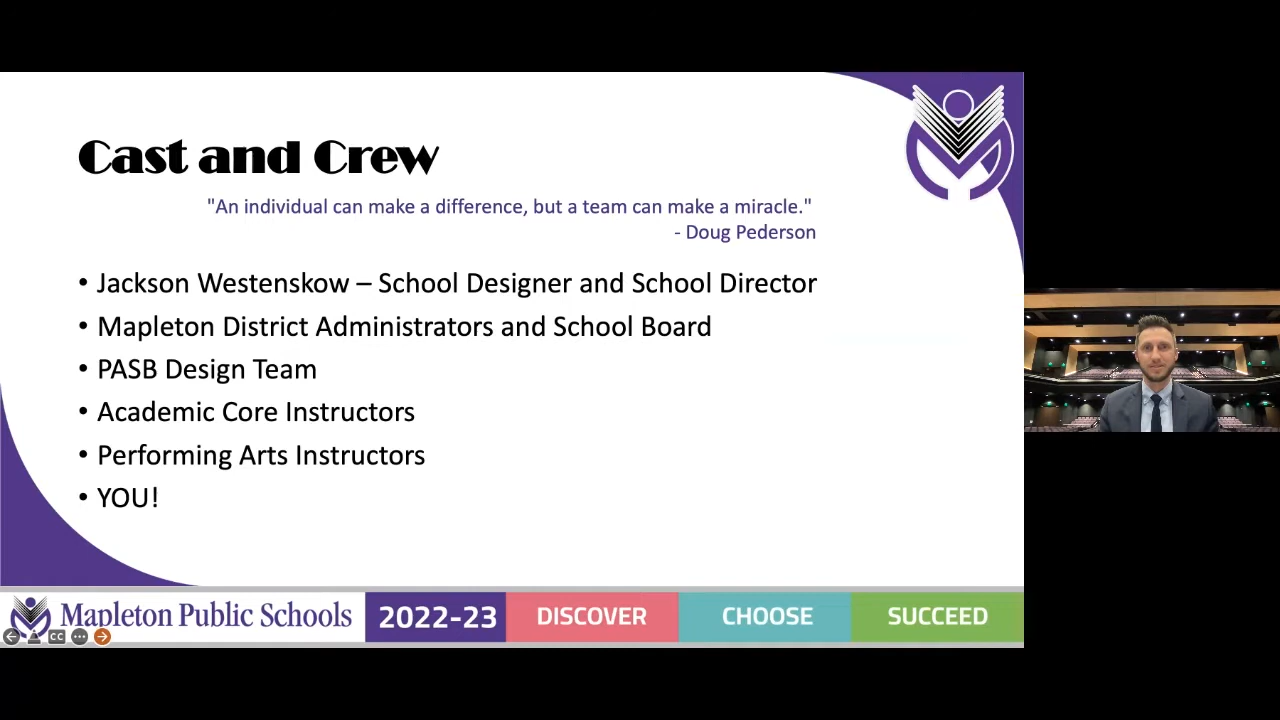 Cast and Crew
"An individual can make a difference, but a team can make a miracle."
- Doug Pederson
• Jackson Westenskow – School Designer and School Director
• Mapleton District Administrators and School Board
• PASB Design Team
• Academic Core Instructors
• Performing Arts Instructors
• YOU!
Mapleton Public Schools 2022-23 DISCOVER CHOOSE SUCCEED
CC